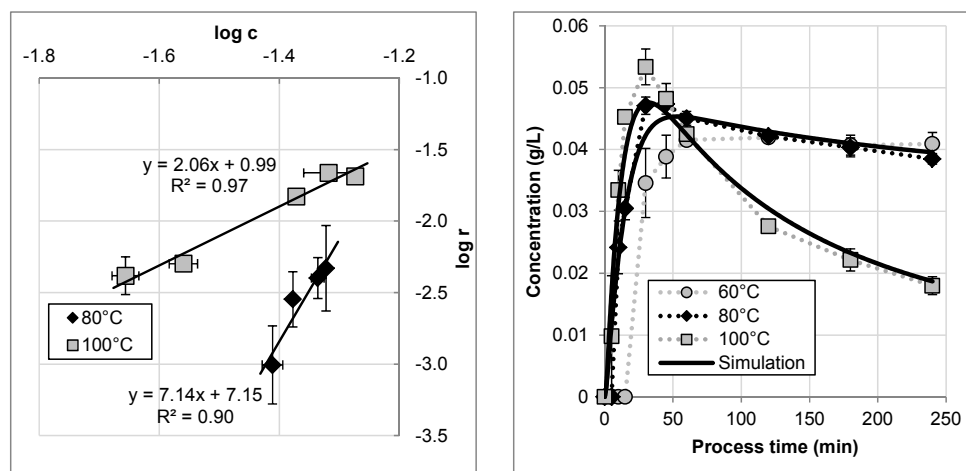 log c
-1.8
-1.6
-1.4
-1.2
-1.0
-1.5
-2.0
-2.5
-3.0
-3.5
log r
y = 2.06x + 0.99
R² = 0.97
80°C
100°C
y = 7.14x + 7.15
R² = 0.90
0.06
0.05
0.04
0.03
0.02
0.01
0
Concentration (g/L)
60°C
80°C
100°C
Simulation
0
50
100
150
200
250
Process time (min)